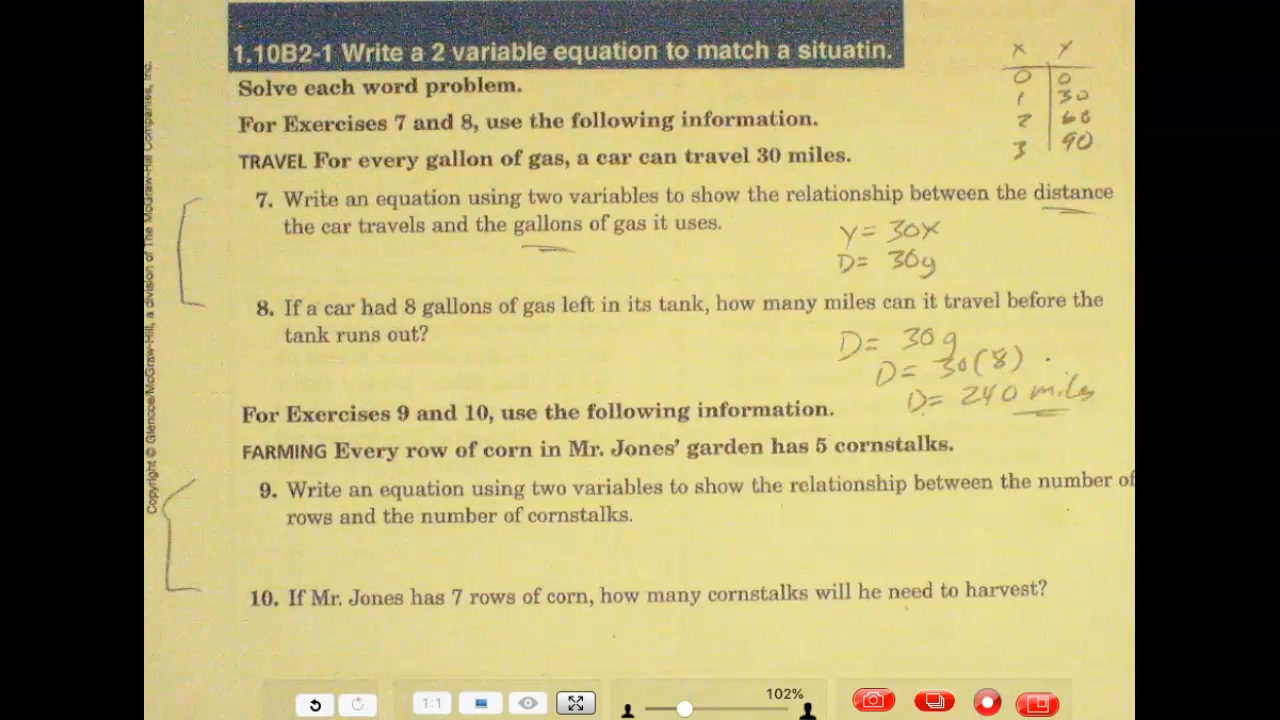 1.10B2-1 Write a 2 variable equation to match a situatin.
x y
0 0
1 30
2 60
3 90
Solve each word problem.
For Exercises 7 and 8, use the following information.
TRAVEL For every gallon of gas, a car can travel 30 miles.
7. Write an equation using two variables to show the relationship between the distance
the car travels and the gallons of gas it uses.
Y = 30x
D = 30g
8. If a car had 8 gallons of gas left in its tank, how many miles can it travel before the
tank runs out?
D = 30g
D = 30(8)
D = 240 miles
For Exercises 9 and 10, use the following information.
FARMING Every row of corn in Mr. Jones' garden has 5 cornstalks.
9. Write an equation using two variables to show the relationship between the number of
rows and the number of cornstalks.
10. If Mr. Jones has 7 rows of corn, how many cornstalks will he need to harvest?
Copyright © Glencoe/McGraw-Hill, a division of The McGraw-Hill Companies, Inc.
1:1
102%